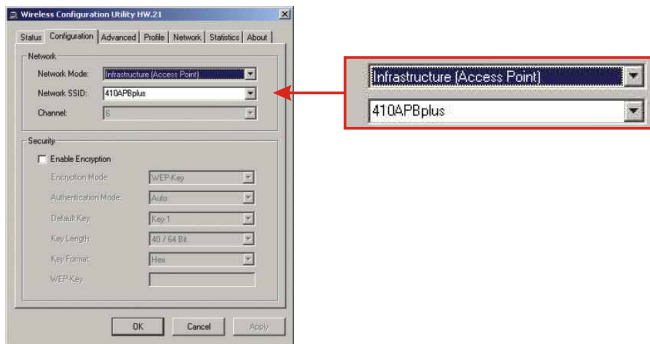 Wireless Configuration Utility HW.21
Status Configuration Advanced Profile Network Statistics About
Network
Network Mode: Infrastructure (Access Point)
Network SSID: 410APBplus
Channel: 6
Security
Enable Encryption
Encryption Mode: WEP-Key
Authentication Mode: Auto
Default Key: Key 1
Key Length: 40 / 64 Bit
Key Format: Hex
WEP-Key
OK Cancel Apply
Infrastructure (Access Point)
410APBplus